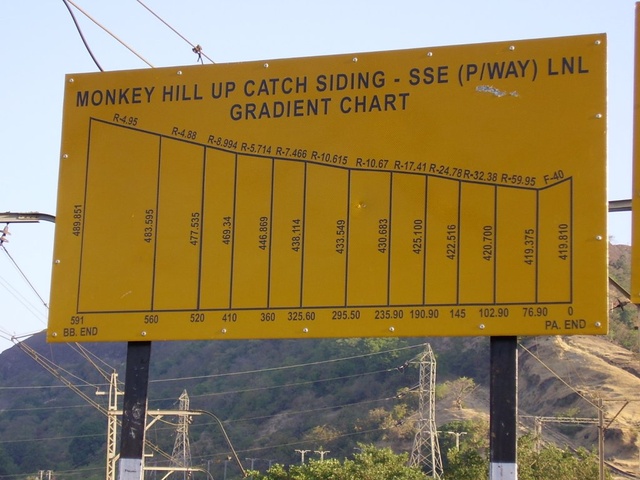 MONKEY HILL UP CATCH SIDING - SSE (P/WAY) LNL
GRADIENT CHART
R-4.95 R-4.88 R-8.994 R-5.714 R-7.466 R-10.615 R-10.67 R-17.41 R-24.78 R-32.38 R-59.95 F-40
489.851 483.595 477.535 469.34 446.869 438.114 433.549 430.683 425.100 422.516 420.700 419.375 419.810
591 560 520 410 360 325.60 295.50 235.90 190.90 145 102.90 76.90 0
BB. END PA. END